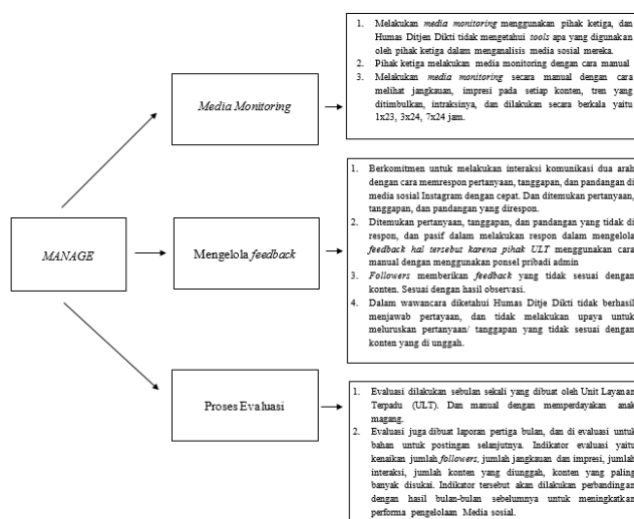 1. Melakukan media monitoring menggunakan pihak ketiga, dan
Humas Ditjen Dikti tidak mengetahui tools apa yang digunakan
oleh pihak ketiga dalam menganalisis media sosial mereka.
2. Pihak ketiga melakukan media monitoring dengan cara manual
3. Melakukan media monitoring secara manual dengan cara
melihat jangkauan, impresi pada setiap konten, tren yang
ditimbulkan, intraksinya, dan dilakukan secara berkala yaitu
1x23, 3x24, 7x24 jam.
Media Monitoring
1. Berkomitmen untuk melakukan interaksi komunikasi dua arah
dengan cara memrespon pertanyaan, tanggapan, dan pandangan di
media sosial Instagram dengan cepat. Dan ditemukan pertanyaan,
tanggapan, dan pandangan yang direspon.
2. Ditemukan pertanyaan, tanggapan, dan pandangan yang tidak di
respon, dan pasif dalam melakukan respon dalam mengelola
feedback hal tersebut karena pihak ULT menggunakan cara
manual dengan menggunakan ponsel pribadi admin
3. Followers memberikan feedback yang tidak sesuai dengan
konten. Sesuai dengan hasil observasi.
4. Dalam wawancara diketahui Humas Ditje Dikti tidak berhasil
menjawab pertayaan, dan tidak melakukan upaya untuk
meluruskan pertanyaan/ tanggapan yang tidak sesuai dengan
konten yang di unggah.
MANAGE
Mengelola feedback
Proses Evaluasi
1. Evaluasi dilakukan sebulan sekali yang dibuat oleh Unit Layanan
Terpadu (ULT). Dan manual dengan memperdayakan anak
magang.
2. Evaluasi juga dibuat laporan pertiga bulan, dan di evaluasi untuk
bahan untuk postingan selanjutnya. Indikator evaluasi yaitu
kenaikan jumlah followers, jumlah jangkauan dan impresi, jumlah
interaksi, jumlah konten yang diunggah, konten yang paling
banyak disukai. Indikator tersebut akan dilakukan perbandingan
dengan hasil bulan-bulan sebelumnya untuk meningkatkan
performa pengelolaan Media sosial.